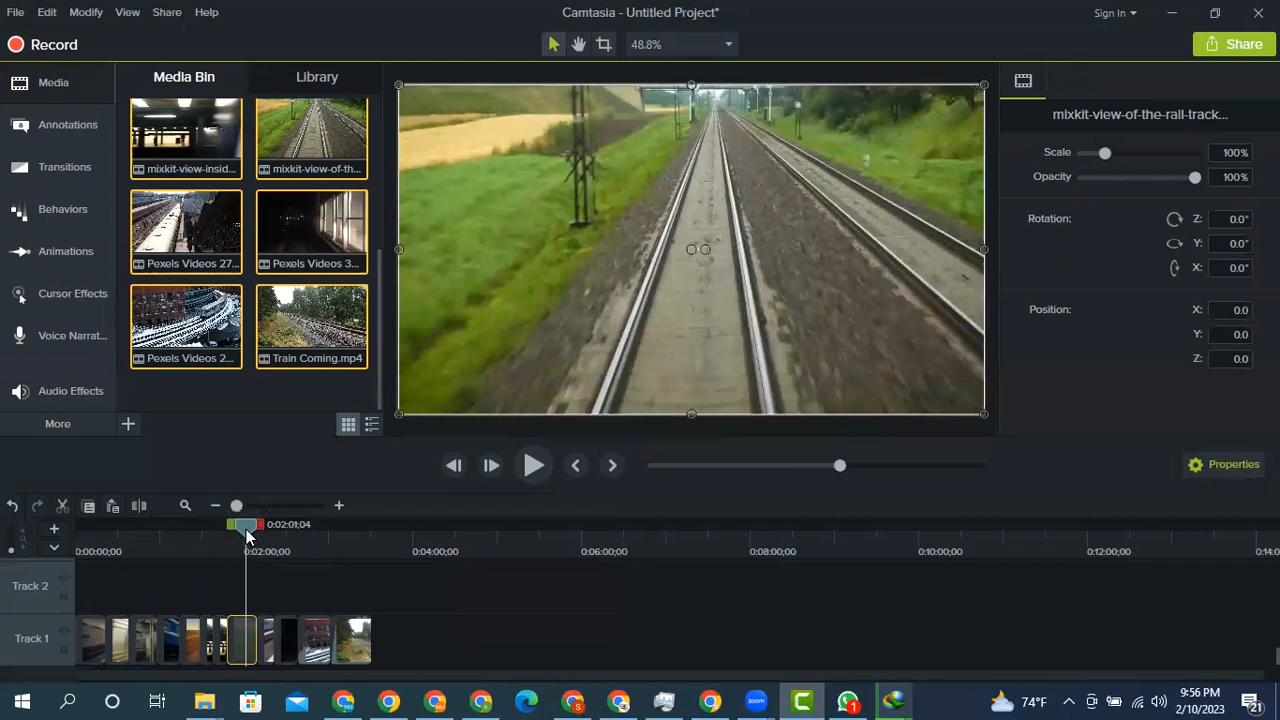 File Edit Modify View Share Help
Camtasia - Untitled Project*
Sign In
Record
48.8%
Share
Media
Annotations
Transitions
Behaviors
Animations
Cursor Effects
Voice Narrat...
Audio Effects
More
Media Bin
Library
mixkit-view-insid...
mixkit-view-of-th...
Pexels Videos 27...
Pexels Videos 3...
Pexels Videos 2...
Train Coming.mp4
mixkit-view-of-the-rail-track...
Scale 100%
Opacity 100%
Rotation: Z: 0.0°
Y: 0.0°
X: 0.0°
Position: X: 0.0
Y: 0.0
Z: 0.0
Properties
0:02:01;04
0:00:00;00 0:02:00;00 0:04:00;00 0:06:00;00 0:08:00;00 0:10:00;00 0:12:00;00 0:14:0
Track 2
Track 1
zoom
1
74°F
9:56 PM
2/10/2023
21